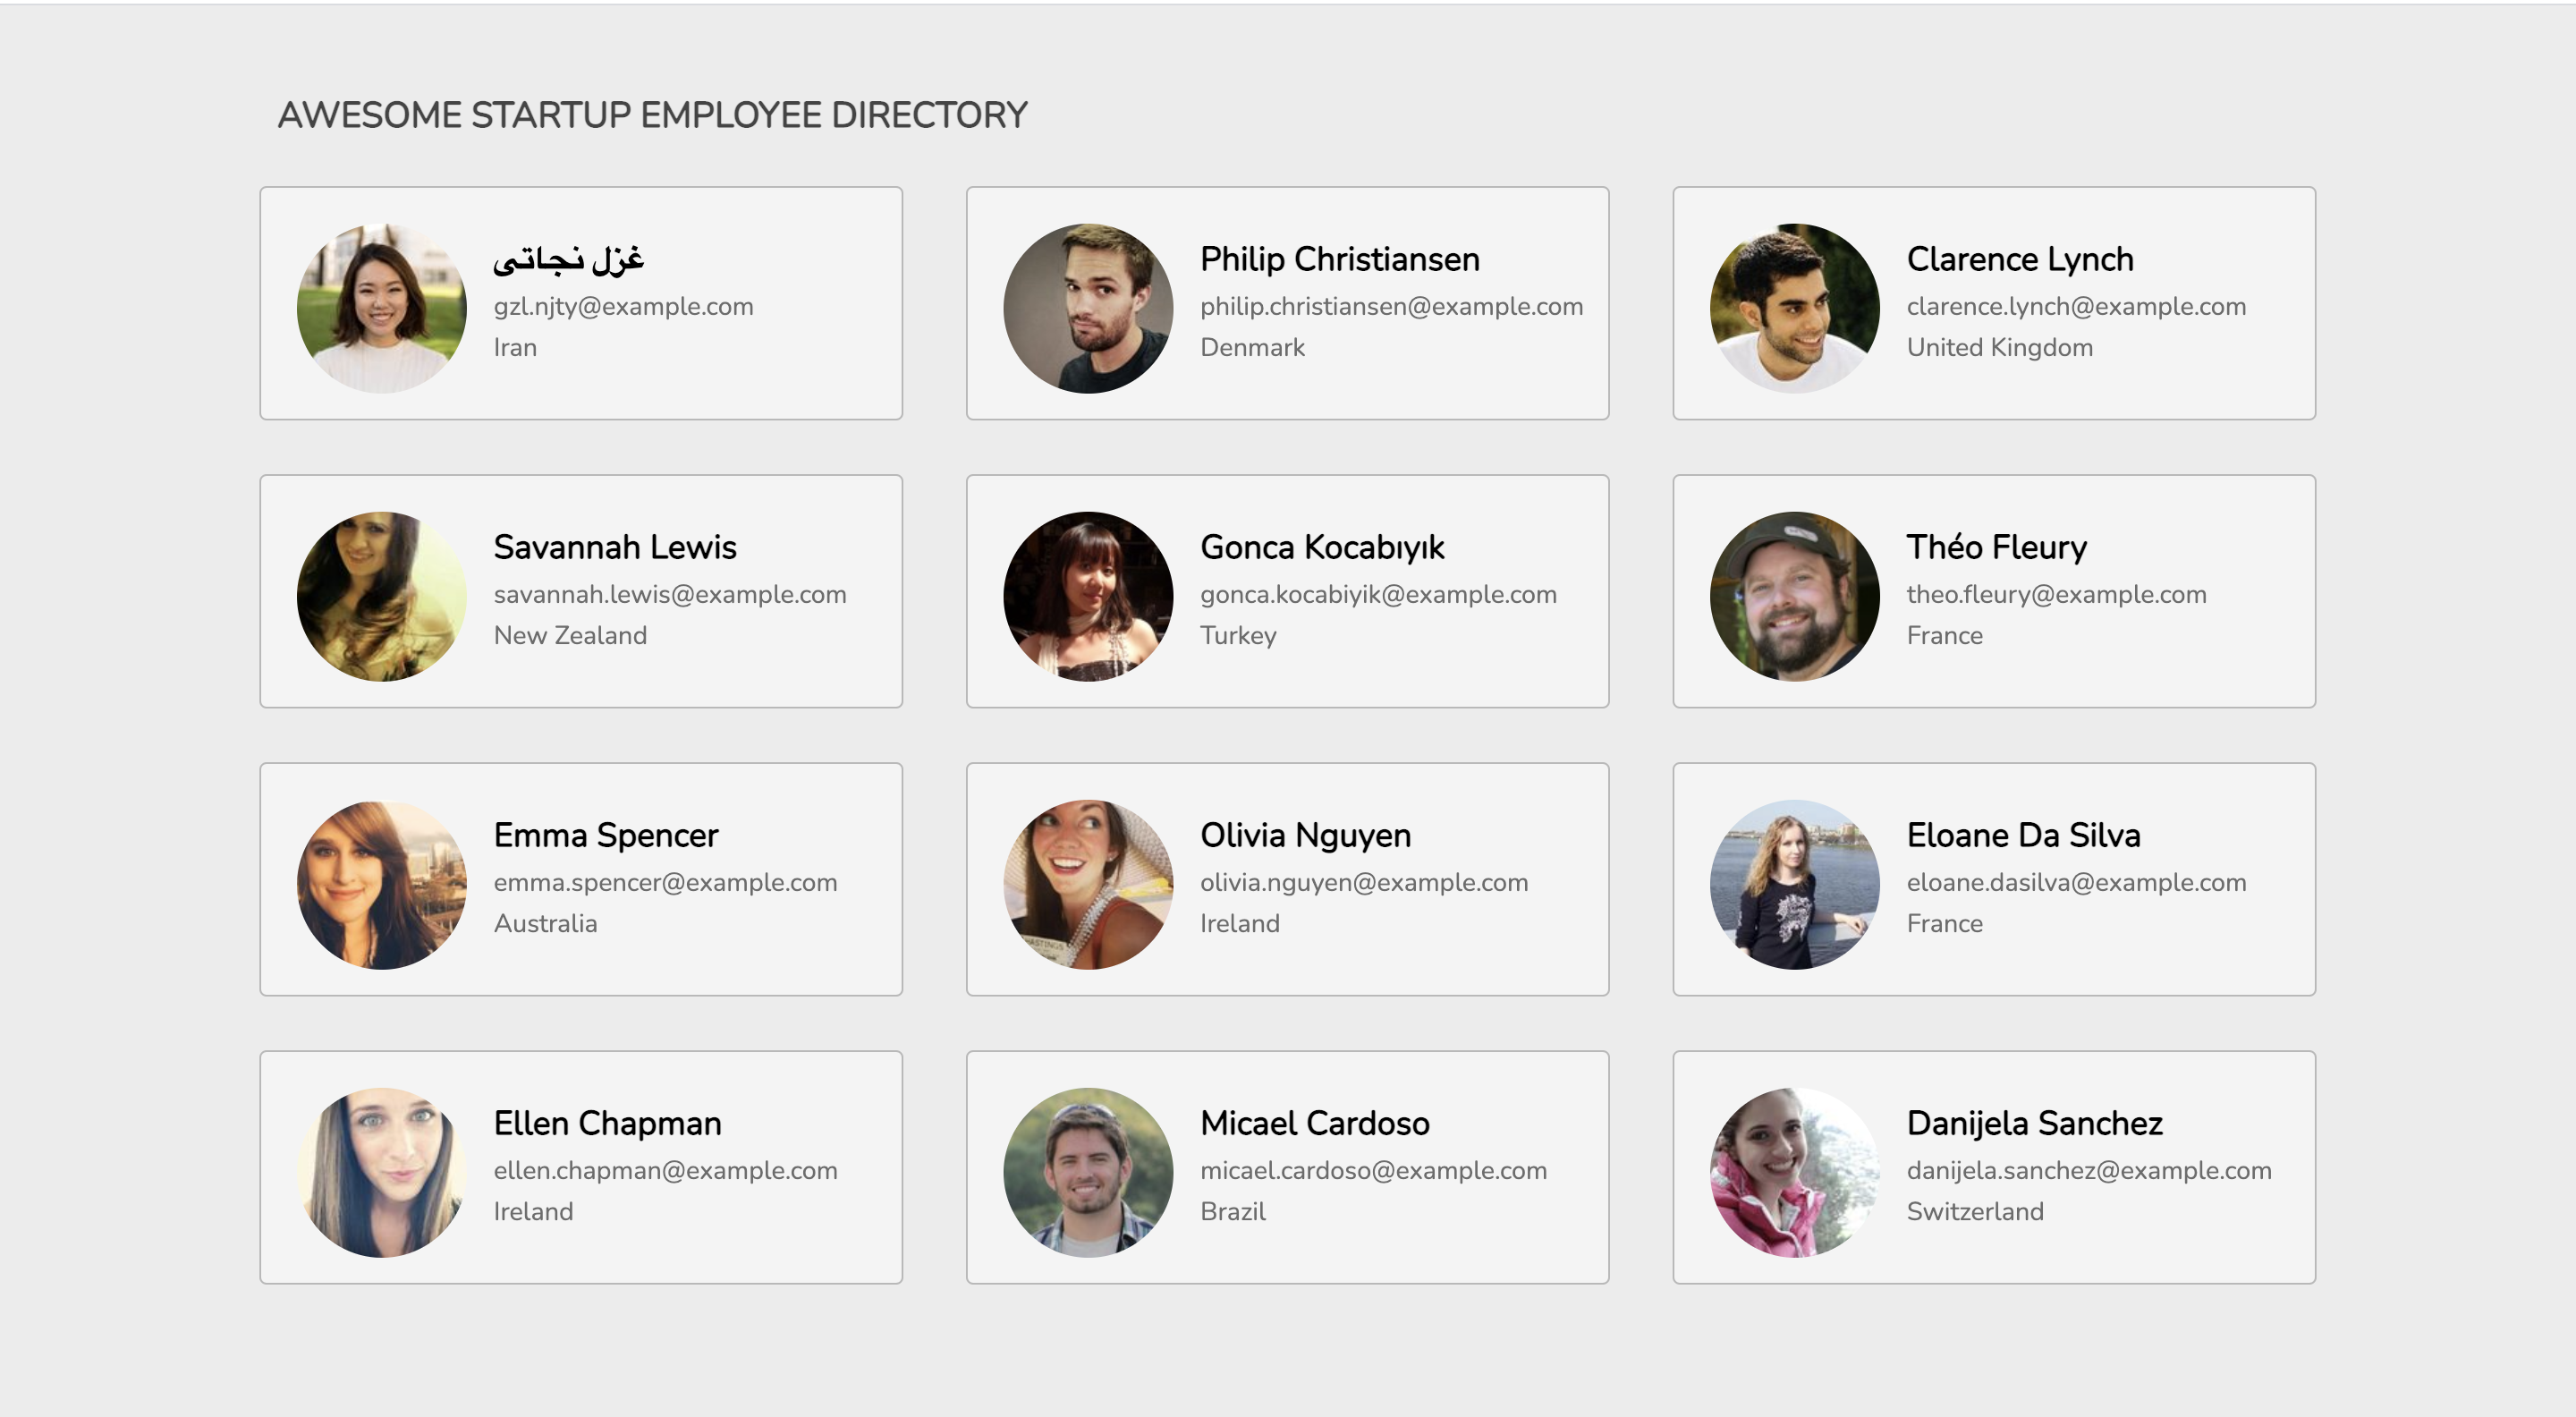 AWESOME STARTUP EMPLOYEE DIRECTORY
غزل نجاتی
gzl.njty@example.com
Iran
Philip Christiansen
philip.christiansen@example.com
Denmark
Clarence Lynch
clarence.lynch@example.com
United Kingdom
Savannah Lewis
savannah.lewis@example.com
New Zealand
Gonca Kocabıyık
gonca.kocabiyik@example.com
Turkey
Théo Fleury
theo.fleury@example.com
France
Emma Spencer
emma.spencer@example.com
Australia
Olivia Nguyen
olivia.nguyen@example.com
Ireland
Eloane Da Silva
eloane.dasilva@example.com
France
Ellen Chapman
ellen.chapman@example.com
Ireland
Micael Cardoso
micael.cardoso@example.com
Brazil
Danijela Sanchez
danijela.sanchez@example.com
Switzerland